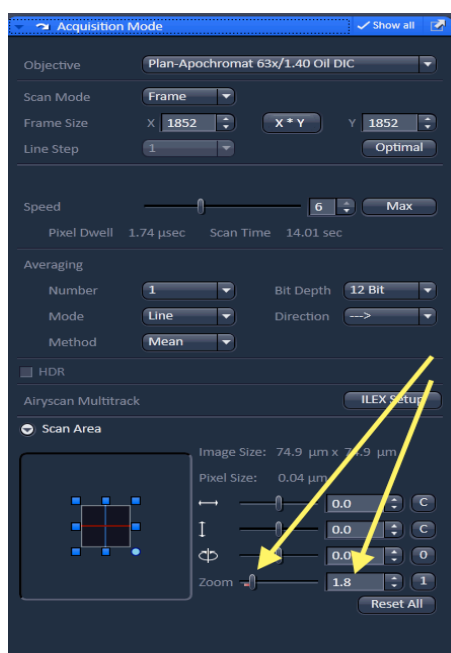 Acquisition Mode Show all
Objective Plan-Apochromat 63x/1.40 Oil DIC
Scan Mode Frame
Frame Size X 1852 X * Y Y 1852
Line Step 1 Optimal
Speed 6 Max
Pixel Dwell 1.74 µsec Scan Time 14.01 sec
Averaging
Number 1 Bit Depth 12 Bit
Mode Line Direction --->
Method Mean
HDR
Airyscan Multitrack ILEX Setup
Scan Area
Image Size: 74.9 µm x 74.9 µm
Pixel Size: 0.04 µm
0.0 C
0.0 C
0.0 0
Zoom 1.8 1
Reset All